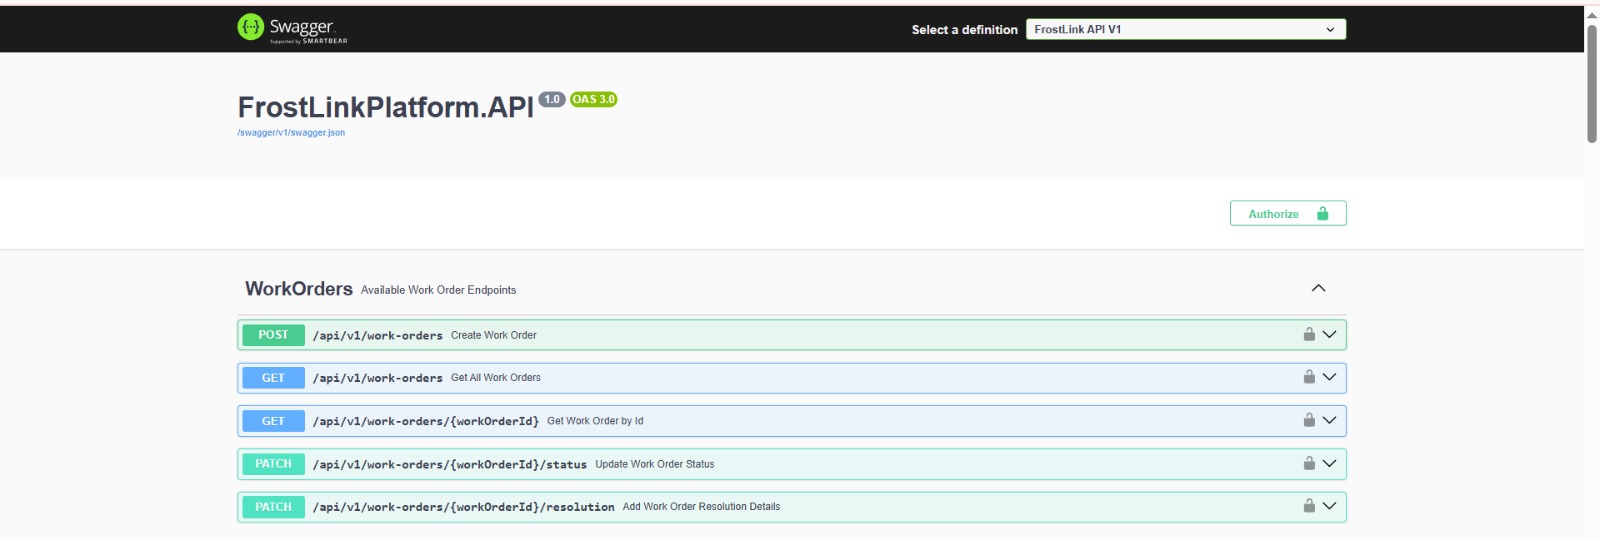 Swagger
Supported by SMARTBEAR
Select a definition
FrostLink API V1
FrostLinkPlatform.API 1.0 OAS 3.0
/swagger/v1/swagger.json
Authorize
WorkOrders Available Work Order Endpoints
POST /api/v1/work-orders Create Work Order
GET /api/v1/work-orders Get All Work Orders
GET /api/v1/work-orders/{workOrderId} Get Work Order by Id
PATCH /api/v1/work-orders/{workOrderId}/status Update Work Order Status
PATCH /api/v1/work-orders/{workOrderId}/resolution Add Work Order Resolution Details